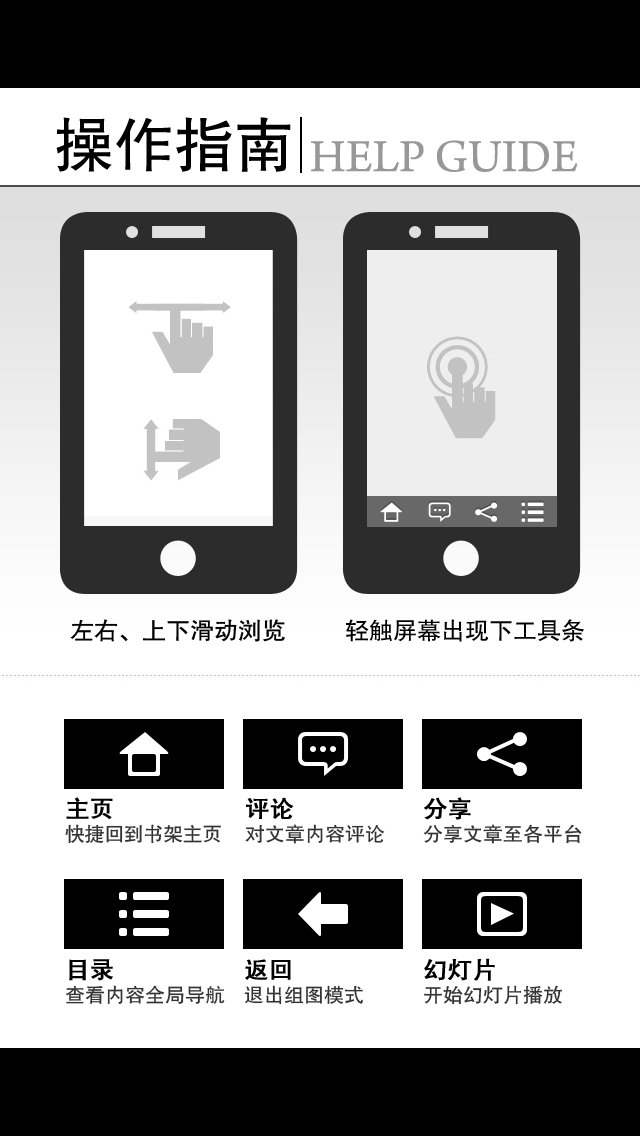 操作指南 HELP GUIDE
左右、上下滑动浏览
轻触屏幕出现下工具条
主页
快捷回到书架主页
评论
对文章内容评论
分享
分享文章至各平台
目录
查看内容全局导航
返回
退出组图模式
幻灯片
开始幻灯片播放